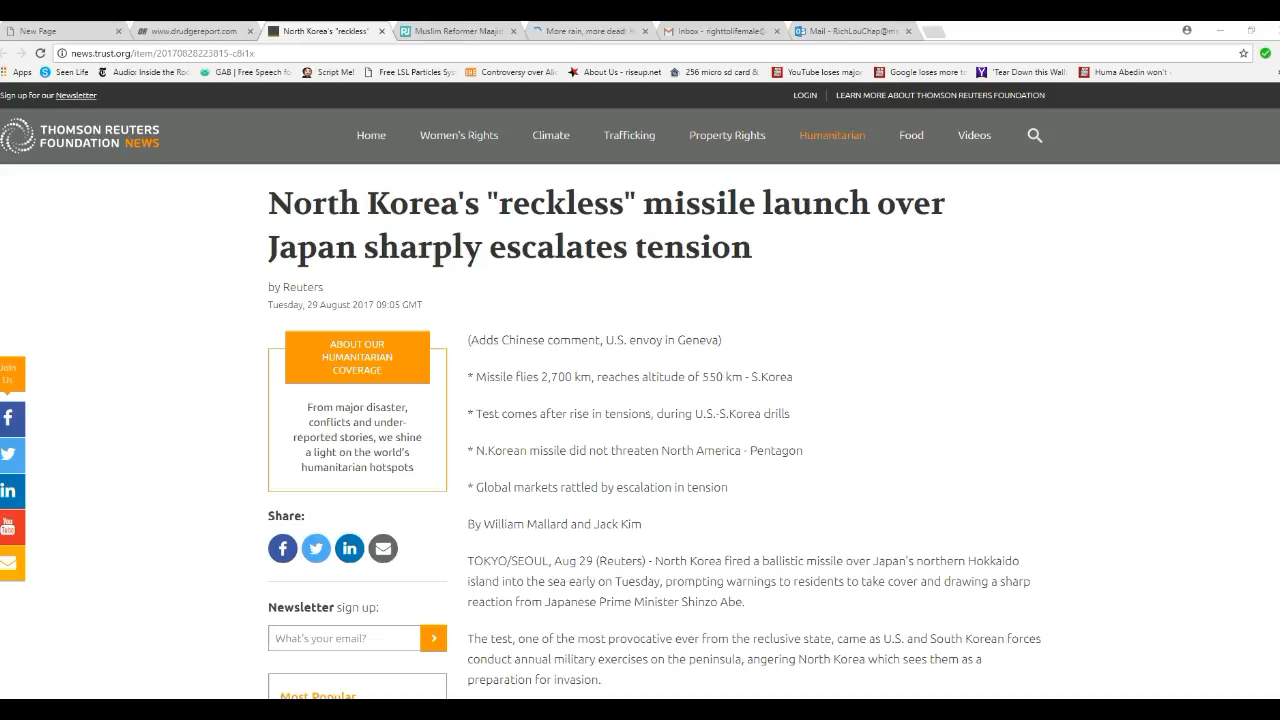 New Page
www.drudgereport.com
North Korea's "reckless"
Muslim Reformer Maajid
More rain, more dead: H
Inbox - righttolifemale@
Mail - RichLouChap@m
news.trust.org/item/20170828223815-c8i1x
Apps
Seen Life
Audio: Inside the Ro
GAB | Free Speech fo
Script Me!
Free LSL Particles Sys
Controversy over Ali
About Us - riseup.net
256 micro sd card &
YouTube loses major
Google loses more t
'Tear Down this Wall
Huma Abedin won't
Sign up for our Newsletter
LOGIN
LEARN MORE ABOUT THOMSON REUTERS FOUNDATION
THOMSON REUTERS
FOUNDATION NEWS
Home
Women's Rights
Climate
Trafficking
Property Rights
Humanitarian
Food
Videos
North Korea's "reckless" missile launch over
Japan sharply escalates tension
by Reuters
Tuesday, 29 August 2017 09:05 GMT
Join
Us
You
Tube
ABOUT OUR
HUMANITARIAN
COVERAGE
From major disaster,
conflicts and under-
reported stories, we shine
a light on the world's
humanitarian hotspots
Share:
Newsletter sign up:
What's your email?
Most Popular
(Adds Chinese comment, U.S. envoy in Geneva)
* Missile flies 2,700 km, reaches altitude of 550 km - S.Korea
* Test comes after rise in tensions, during U.S.-S.Korea drills
* N.Korean missile did not threaten North America - Pentagon
* Global markets rattled by escalation in tension
By William Mallard and Jack Kim
TOKYO/SEOUL, Aug 29 (Reuters) - North Korea fired a ballistic missile over Japan's northern Hokkaido
island into the sea early on Tuesday, prompting warnings to residents to take cover and drawing a sharp
reaction from Japanese Prime Minister Shinzo Abe.
The test, one of the most provocative ever from the reclusive state, came as U.S. and South Korean forces
conduct annual military exercises on the peninsula, angering North Korea which sees them as a
preparation for invasion.